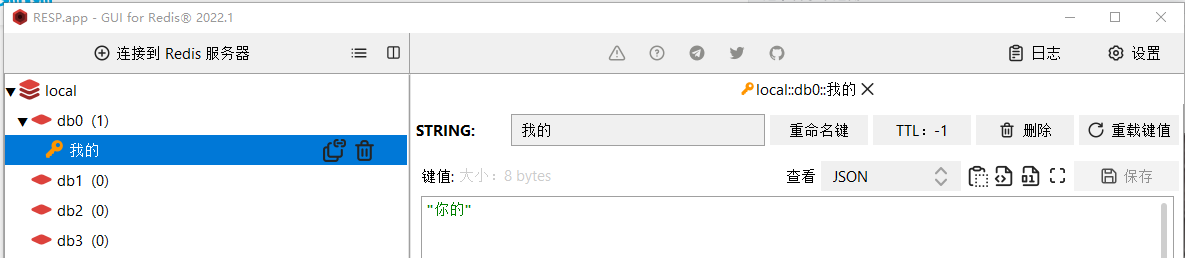 RESP.app - GUI for Redis® 2022.1
连接到 Redis 服务器
日志
设置
local
local::db0::我的
db0 (1)
STRING:
我的
重命名键
TTL：-1
删除
重载键值
我的
键值:
大小：8 bytes
查看
JSON
保存
db1 (0)
"你的"
db2 (0)
db3 (0)